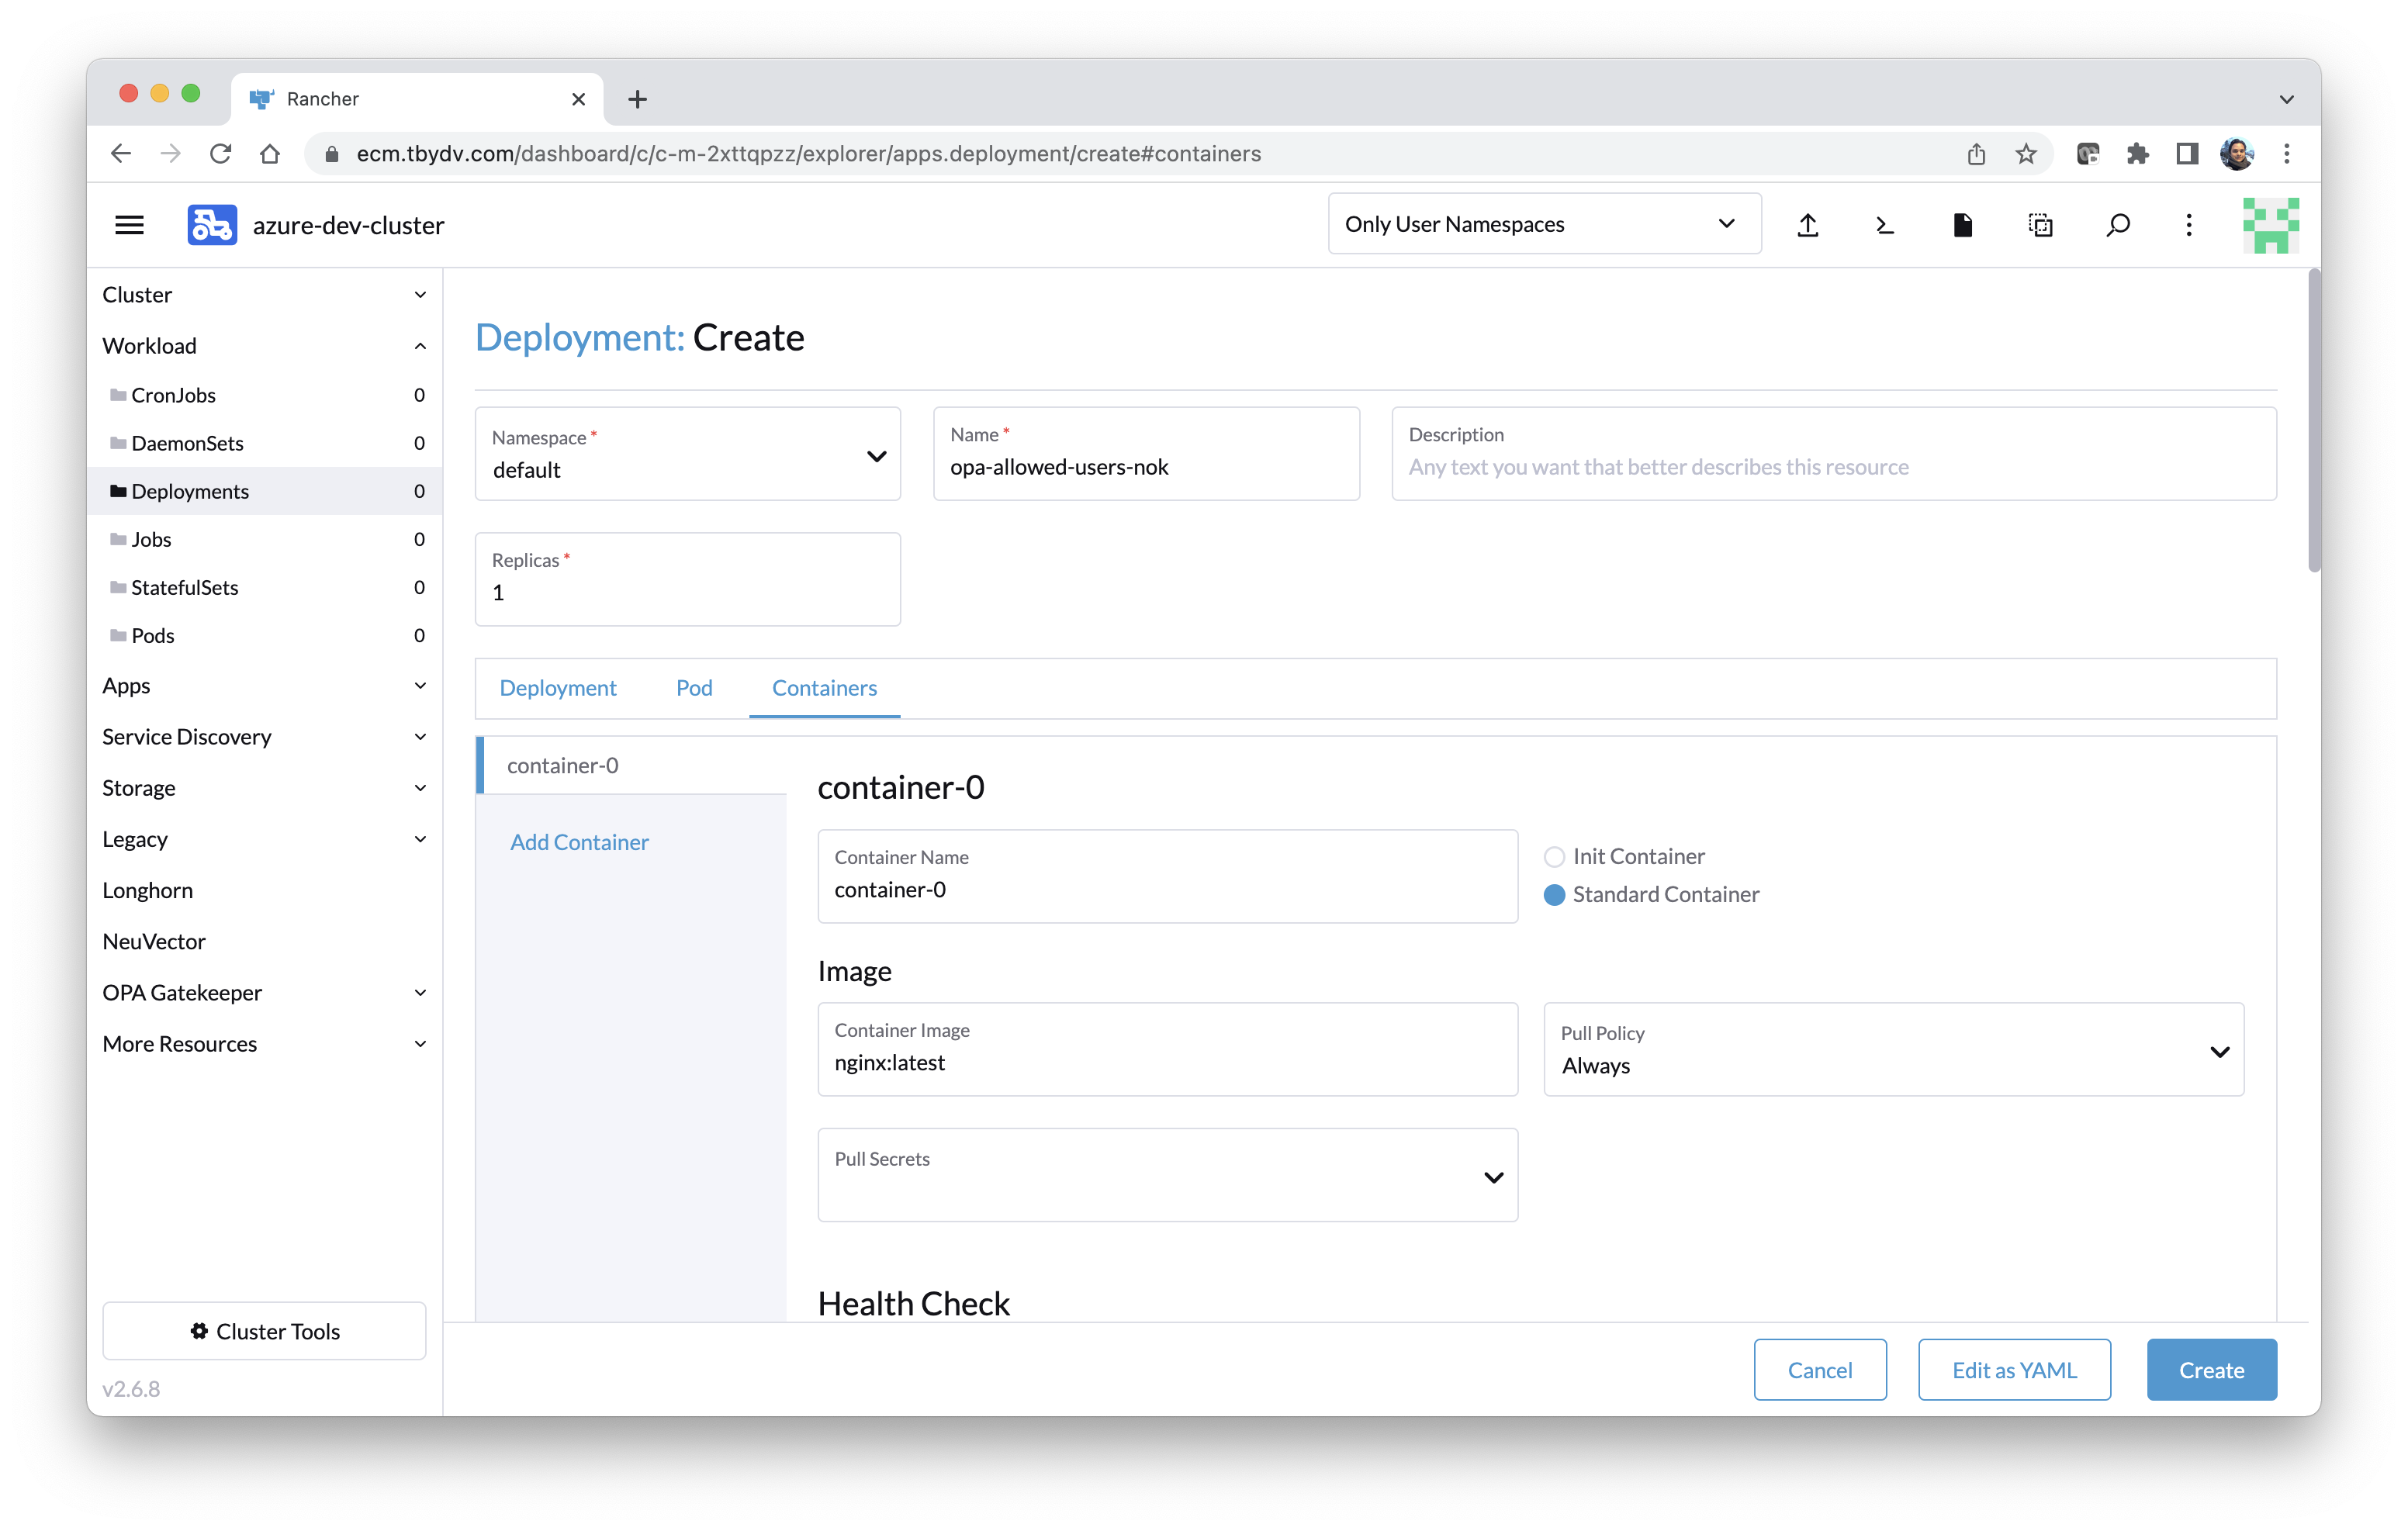 Rancher
ecm.tbydv.com/dashboard/c/c-m-2xttqpzz/explorer/apps.deployment/create#containers
azure-dev-cluster
Only User Namespaces
Cluster
Workload
CronJobs 0
DaemonSets 0
Deployments 0
Jobs 0
StatefulSets 0
Pods 0
Apps
Service Discovery
Storage
Legacy
Longhorn
NeuVector
OPA Gatekeeper
More Resources
Cluster Tools
v2.6.8
Deployment: Create
Namespace *
default
Name *
opa-allowed-users-nok
Description
Any text you want that better describes this resource
Replicas *
1
Deployment Pod Containers
container-0
Add Container
container-0
Container Name
container-0
Init Container
Standard Container
Image
Container Image
nginx:latest
Pull Policy
Always
Pull Secrets
Health Check
Cancel Edit as YAML Create